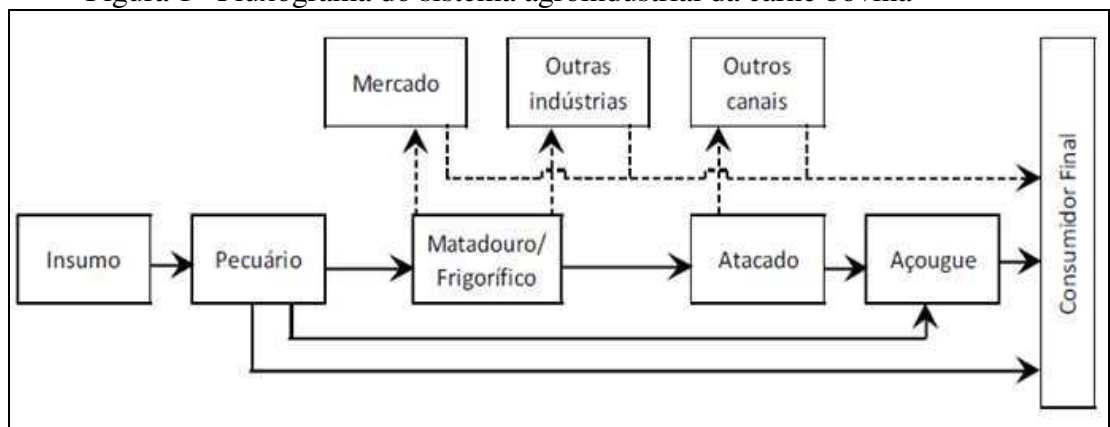 Figura 1 - Fluxograma do sistema agroindustrial da carne bovina
Mercado
Outras
indústrias
Outros
canais
Insumo
Pecuário
Matadouro/
Frigorífico
Atacado
Açougue
Consumidor Final